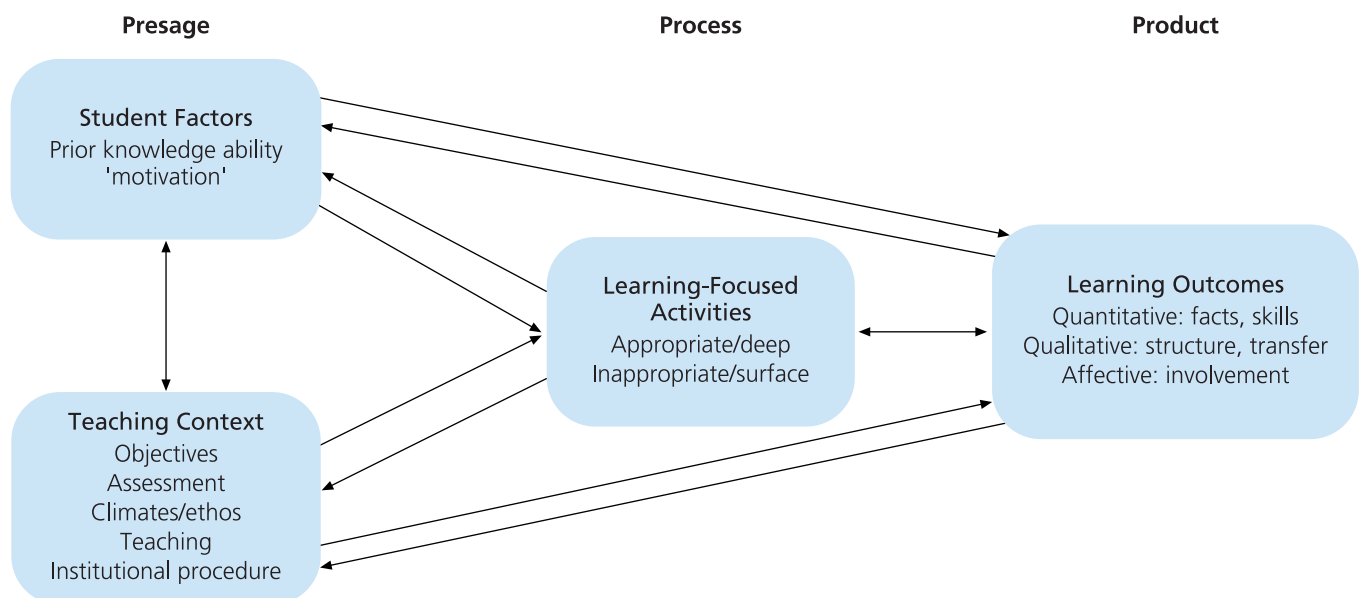 Presage
Process
Product
Student Factors
Prior knowledge ability
'motivation'
Learning-Focused
Activities
Appropriate/deep
Inappropriate/surface
Learning Outcomes
Quantitative: facts, skills
Qualitative: structure, transfer
Affective: involvement
Teaching Context
Objectives
Assessment
Climates/ethos
Teaching
Institutional procedure